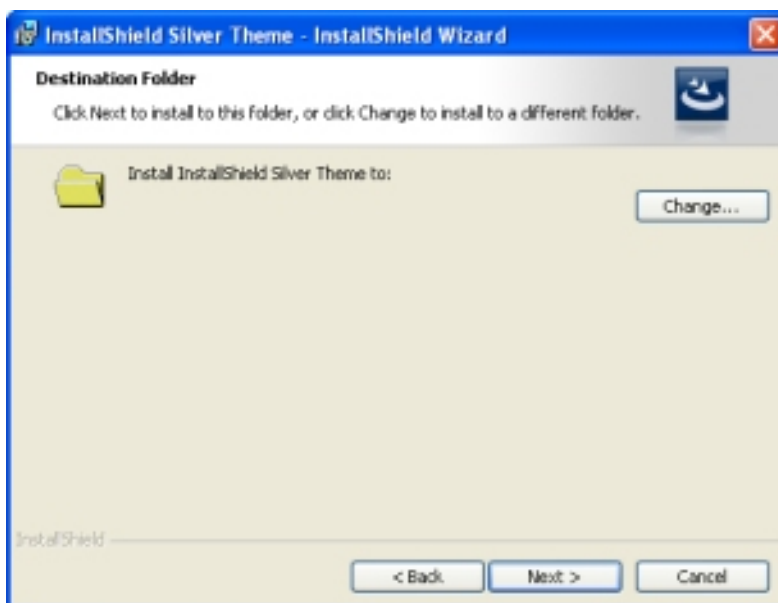 InstallShield Silver Theme - InstallShield Wizard
Destination Folder
Click Next to install to this folder, or click Change to install to a different folder.
Install InstallShield Silver Theme to:
Change...
InstallShield
< Back
Next >
Cancel